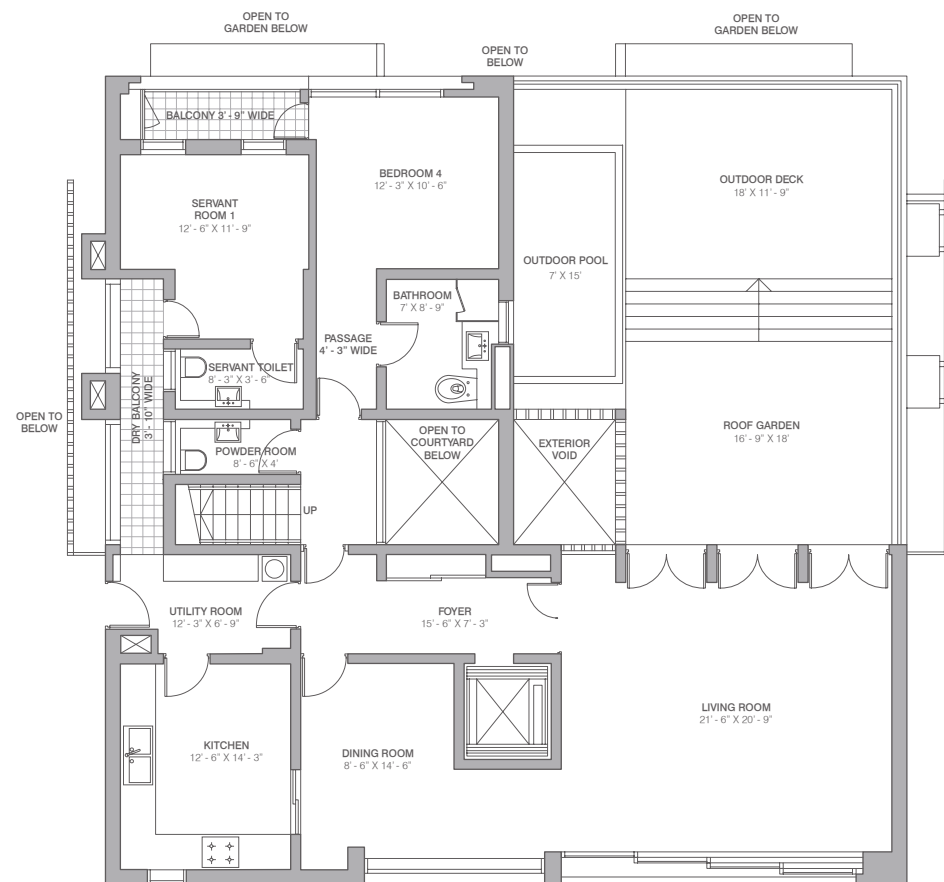 OPEN TO
GARDEN BELOW
OPEN TO
GARDEN BELOW
OPEN TO
BELOW
BALCONY 3' - 9" WIDE
BEDROOM 4
12' - 3" X 10' - 6"
OUTDOOR DECK
18' X 11' - 9"
SERVANT
ROOM 1
12' - 6" X 11' - 9"
OUTDOOR POOL
7' X 15'
BATHROOM
7' X 8' - 9"
PASSAGE
4' - 3" WIDE
SERVANT TOILET
8' - 3" X 3' - 6"
DRY BALCONY
3' - 10" WIDE
OPEN TO
BELOW
OPEN TO
COURTYARD
BELOW
EXTERIOR
VOID
ROOF GARDEN
16' - 9" X 18'
POWDER ROOM
8' - 6" X 4'
UP
UTILITY ROOM
12' - 3" X 6' - 9"
FOYER
15' - 6" X 7' - 3"
LIVING ROOM
21' - 6" X 20' - 9"
KITCHEN
12' - 6" X 14' - 3"
DINING ROOM
8' - 6" X 14' - 6"